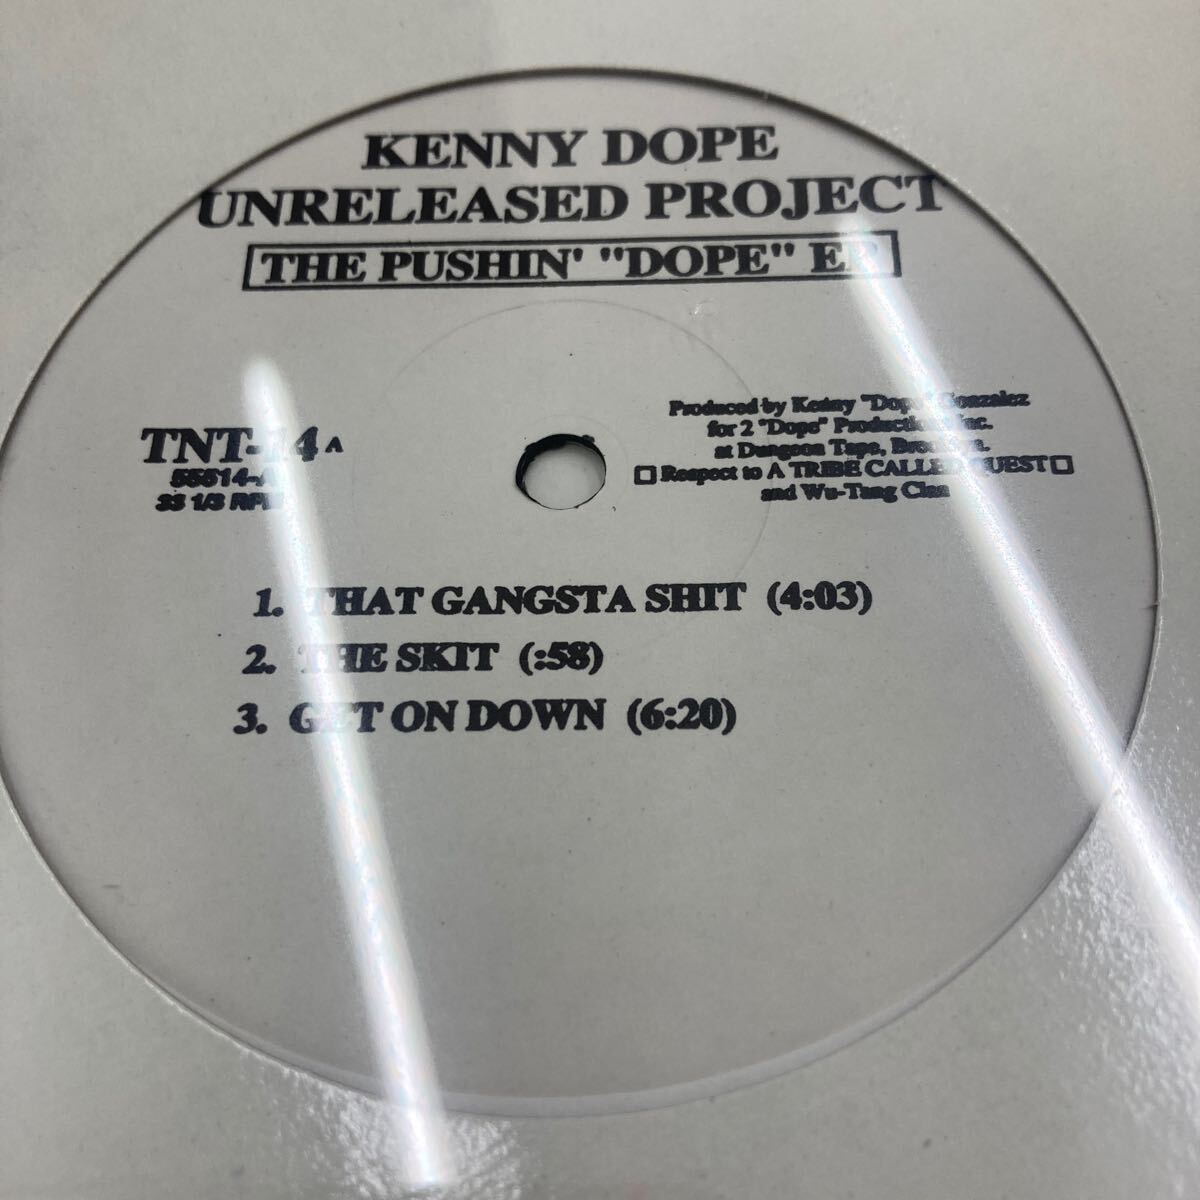 KENNY DOPE
UNRELEASED PROJECT
THE PUSHIN' "DOPE" EP
TNT-14 A
55514-A
33 1/3 RPM
Produced by Kenny "Dope" Gonzalez
for 2 "Dope" Productions Inc.
at Dungeon Tape, Brooklyn.
Respect to A TRIBE CALLED QUEST
and Wu-Tang Clan
1. THAT GANGSTA SHIT (4:03)
2. THE SKIT (:58)
3. GET ON DOWN (6:20)